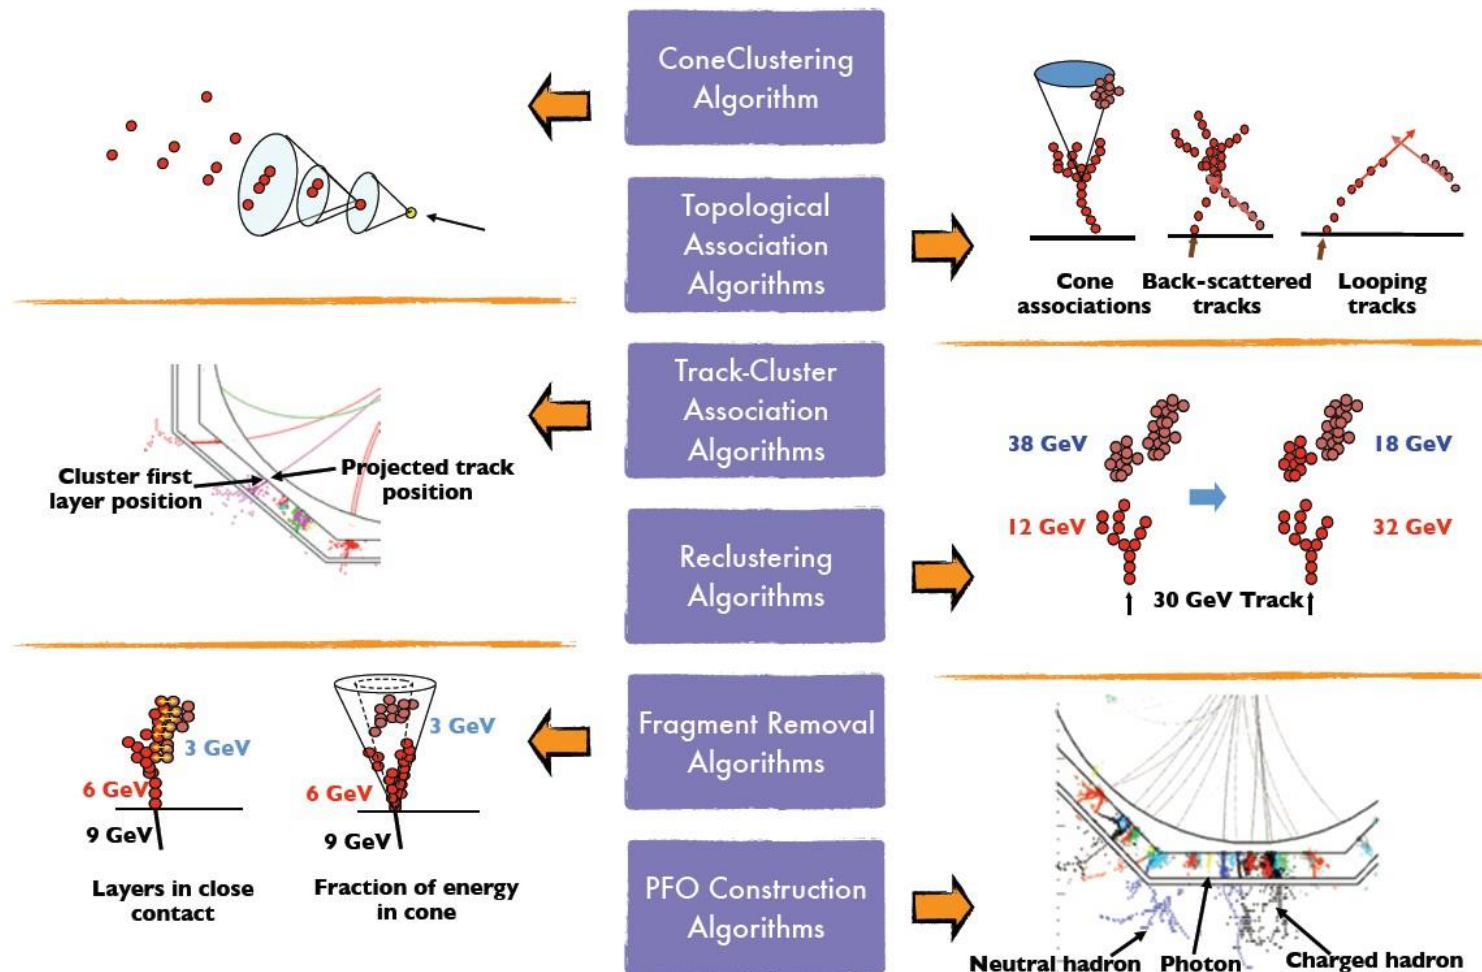 ConeClustering
Algorithm
Topological
Association
Algorithms
Cone
associations
Back-scattered
tracks
Looping
tracks
Track-Cluster
Association
Algorithms
Cluster first
layer position
Projected track
position
Reclustering
Algorithms
38 GeV
18 GeV
12 GeV
32 GeV
30 GeV Track
Fragment Removal
Algorithms
3 GeV
6 GeV
9 GeV
Layers in close
contact
3 GeV
6 GeV
9 GeV
Fraction of energy
in cone
PFO Construction
Algorithms
Neutral hadron
Photon
Charged hadron